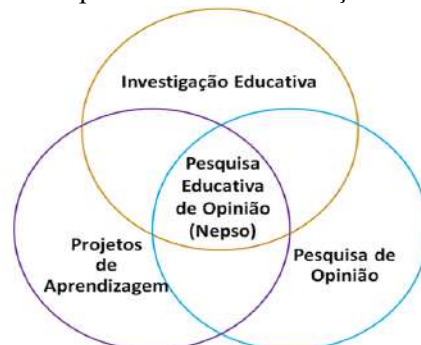 Investigação Educativa
Pesquisa
Educativa
de Opinião
(Nepso)
Projetos
de
Aprendizagem
Pesquisa de
Opinião